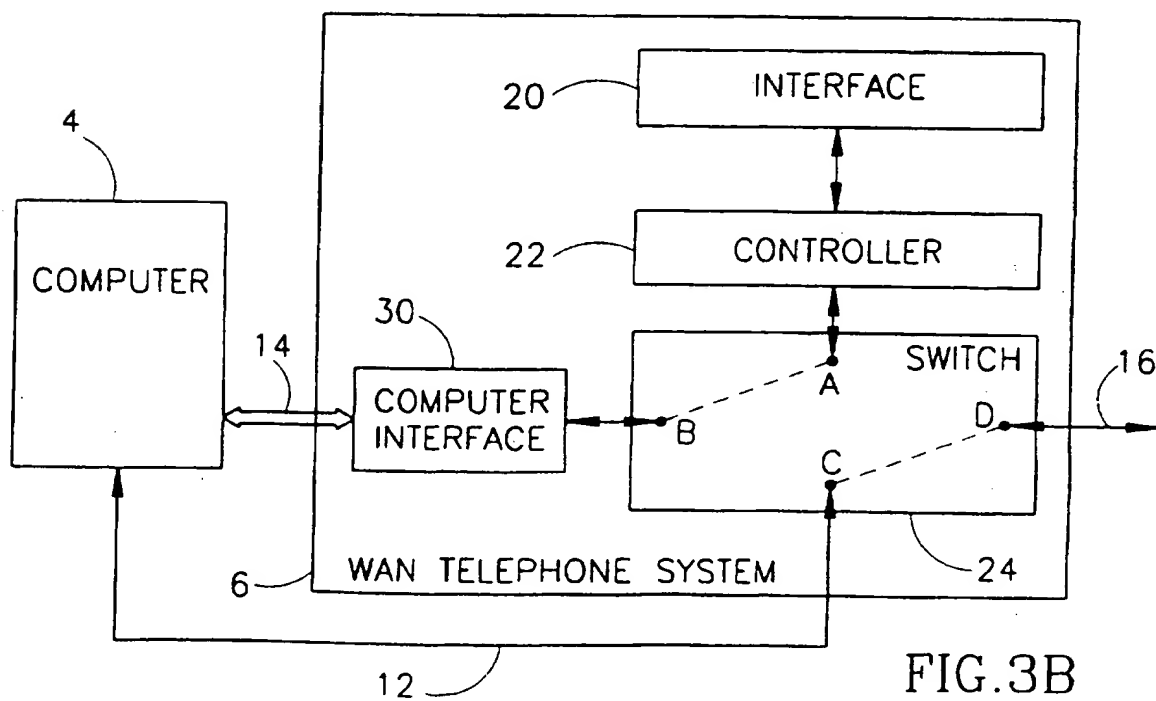 INTERFACE
20
4
CONTROLLER
22
COMPUTER
30
14
SWITCH
16
A
COMPUTER
INTERFACE
B
D
C
WAN TELEPHONE SYSTEM
6
24
12
FIG.3B